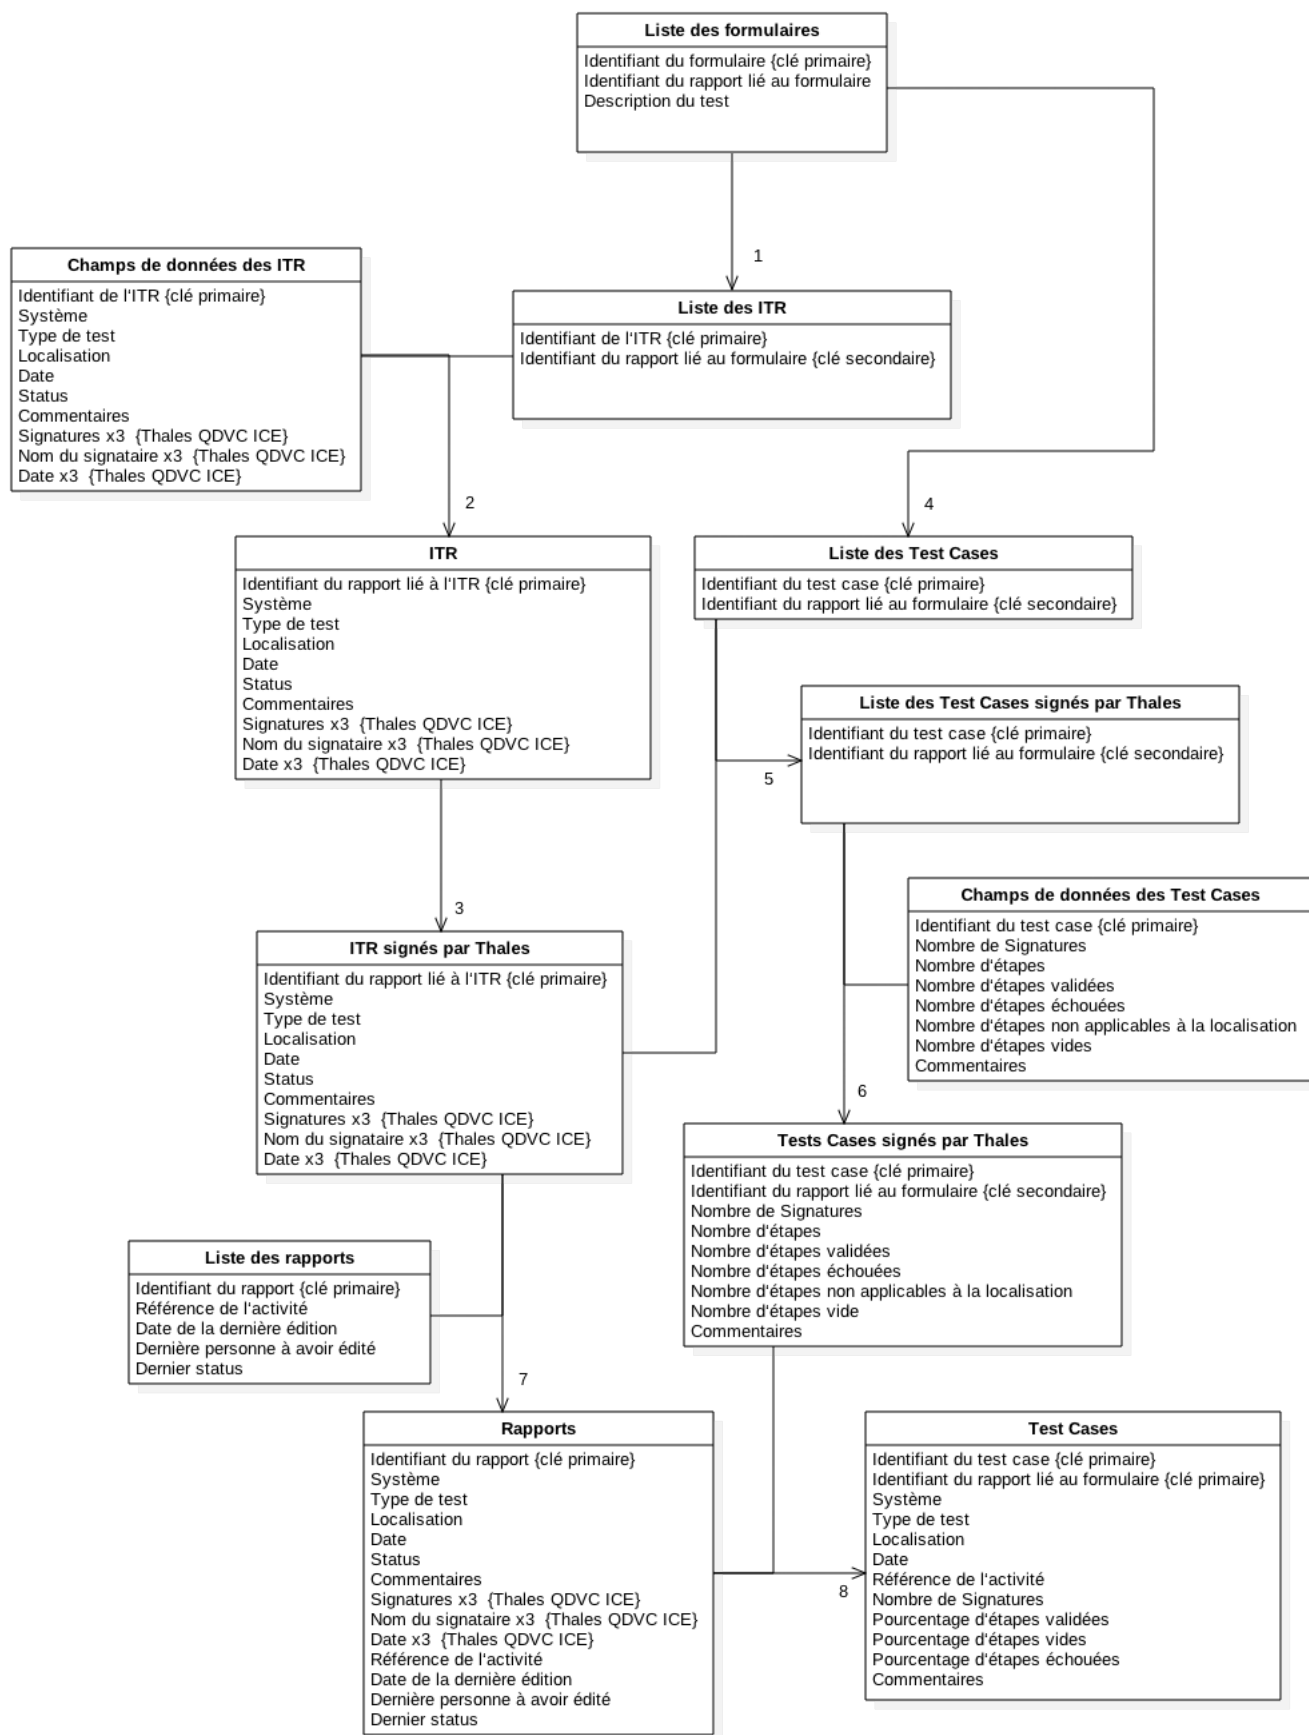 Liste des formulaires
Identifiant du formulaire {clé primaire}
Identifiant du rapport lié au formulaire
Description du test
1
Champs de données des ITR
Identifiant de l'ITR {clé primaire}
Système
Type de test
Localisation
Date
Status
Commentaires
Signatures x3 {Thales QDVC ICE}
Nom du signataire x3 {Thales QDVC ICE}
Date x3 {Thales QDVC ICE}
Liste des ITR
Identifiant de l'ITR {clé primaire}
Identifiant du rapport lié au formulaire {clé secondaire}
2
4
ITR
Identifiant du rapport lié à l'ITR {clé primaire}
Système
Type de test
Localisation
Date
Status
Commentaires
Signatures x3 {Thales QDVC ICE}
Nom du signataire x3 {Thales QDVC ICE}
Date x3 {Thales QDVC ICE}
Liste des Test Cases
Identifiant du test case {clé primaire}
Identifiant du rapport lié au formulaire {clé secondaire}
Liste des Test Cases signés par Thales
Identifiant du test case {clé primaire}
Identifiant du rapport lié au formulaire {clé secondaire}
5
3
Champs de données des Test Cases
Identifiant du test case {clé primaire}
Nombre de Signatures
Nombre d'étapes
Nombre d'étapes validées
Nombre d'étapes échouées
Nombre d'étapes non applicables à la localisation
Nombre d'étapes vides
Commentaires
ITR signés par Thales
Identifiant du rapport lié à l'ITR {clé primaire}
Système
Type de test
Localisation
Date
Status
Commentaires
Signatures x3 {Thales QDVC ICE}
Nom du signataire x3 {Thales QDVC ICE}
Date x3 {Thales QDVC ICE}
6
Tests Cases signés par Thales
Identifiant du test case {clé primaire}
Identifiant du rapport lié au formulaire {clé secondaire}
Nombre de Signatures
Nombre d'étapes
Nombre d'étapes validées
Nombre d'étapes échouées
Nombre d'étapes non applicables à la localisation
Nombre d'étapes vide
Commentaires
Liste des rapports
Identifiant du rapport {clé primaire}
Référence de l'activité
Date de la dernière édition
Dernière personne à avoir édité
Dernier status
7
Rapports
Identifiant du rapport {clé primaire}
Système
Type de test
Localisation
Date
Status
Commentaires
Signatures x3 {Thales QDVC ICE}
Nom du signataire x3 {Thales QDVC ICE}
Date x3 {Thales QDVC ICE}
Référence de l'activité
Date de la dernière édition
Dernière personne à avoir édité
Dernier status
8
Test Cases
Identifiant du test case {clé primaire}
Identifiant du rapport lié au formulaire {clé primaire}
Système
Type de test
Localisation
Date
Référence de l'activité
Nombre de Signatures
Pourcentage d'étapes validées
Pourcentage d'étapes vides
Pourcentage d'étapes échouées
Commentaires